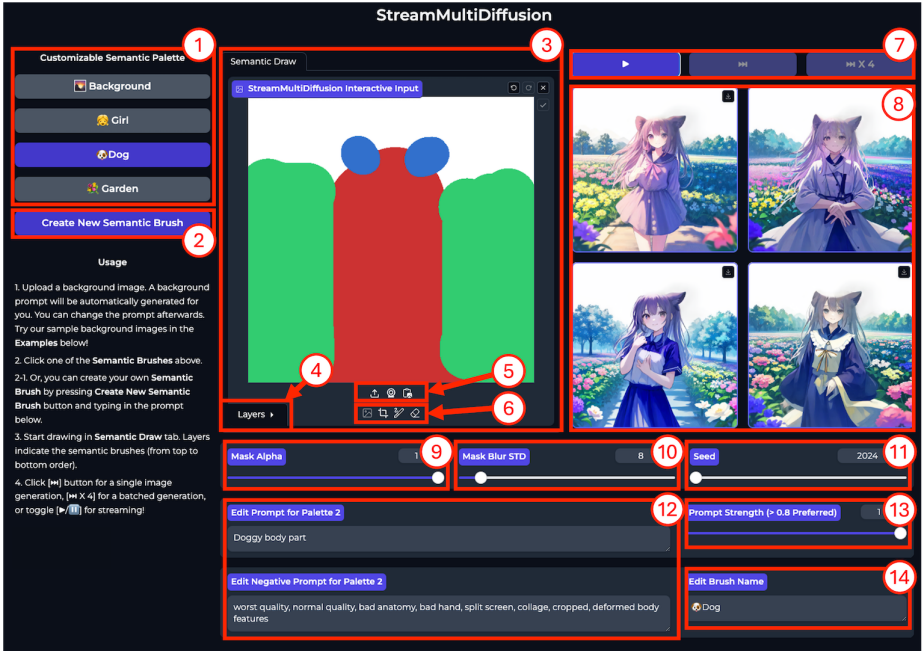 StreamMultiDiffusion
1
Customizable Semantic Palette
Background
Girl
Dog
Garden
Create New Semantic Brush
2
Usage
1. Upload a background image. A background
prompt will be automatically generated for
you. You can change the prompt afterwards.
Try our sample background images in the
Examples below!
2. Click one of the Semantic Brushes above.
2-1. Or, you can create your own Semantic
Brush by pressing Create New Semantic
Brush button and typing in the prompt
below.
3. Start drawing in Semantic Draw tab. Layers
indicate the semantic brushes (from top to
bottom order).
4. Click [⏭] button for a single image
generation, [⏭ X 4] for a batched generation,
or toggle [▶/⏸] for streaming!
3
Semantic Draw
StreamMultiDiffusion Interactive Input
4
5
6
Layers
7
X 4
8
Mask Alpha
1
9
Mask Blur STD
8
10
Seed
2024
11
Edit Prompt for Palette 2
12
Doggy body part
Prompt Strength (> 0.8 Preferred)
1
13
Edit Negative Prompt for Palette 2
worst quality, normal quality, bad anatomy, bad hand, split screen, collage, cropped, deformed body
features
Edit Brush Name
14
🐶Dog